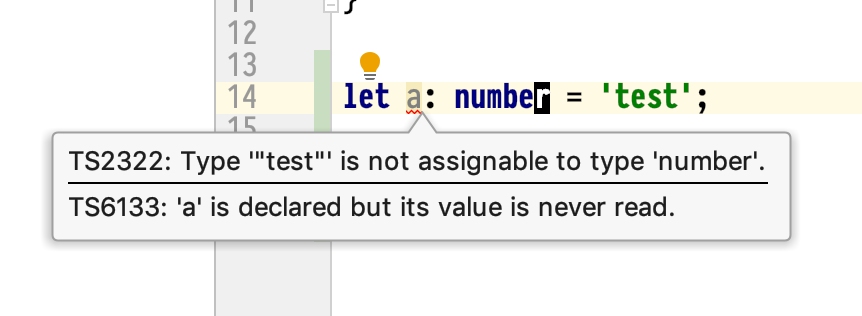 11 }
12
13
14 let a: number = 'test';
15
TS2322: Type '"test"' is not assignable to type 'number'.
TS6133: 'a' is declared but its value is never read.